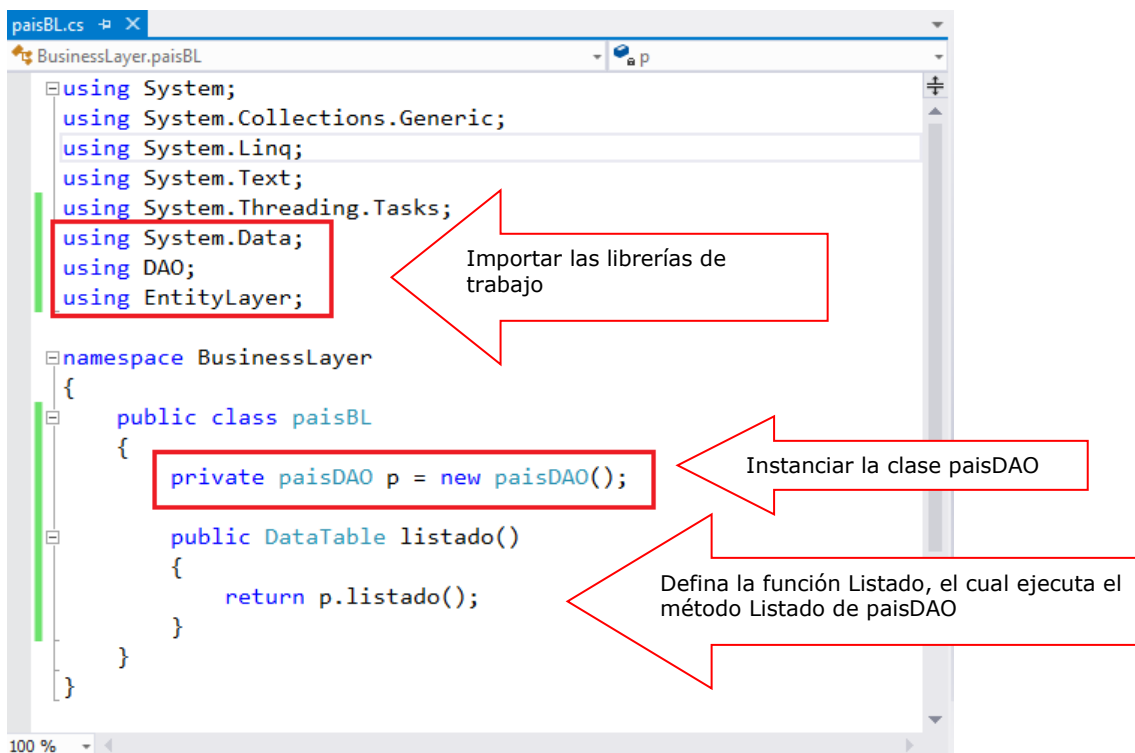 paisBL.cs
BusinessLayer.paisBL p
using System;
using System.Collections.Generic;
using System.Linq;
using System.Text;
using System.Threading.Tasks;
using System.Data;
using DAO;
using EntityLayer;
Importar las librerías de
trabajo
namespace BusinessLayer
{
public class paisBL
{
private paisDAO p = new paisDAO();
Instanciar la clase paisDAO
public DataTable listado()
{
return p.listado();
}
Defina la función Listado, el cual ejecuta el
método Listado de paisDAO
}
}
100 %